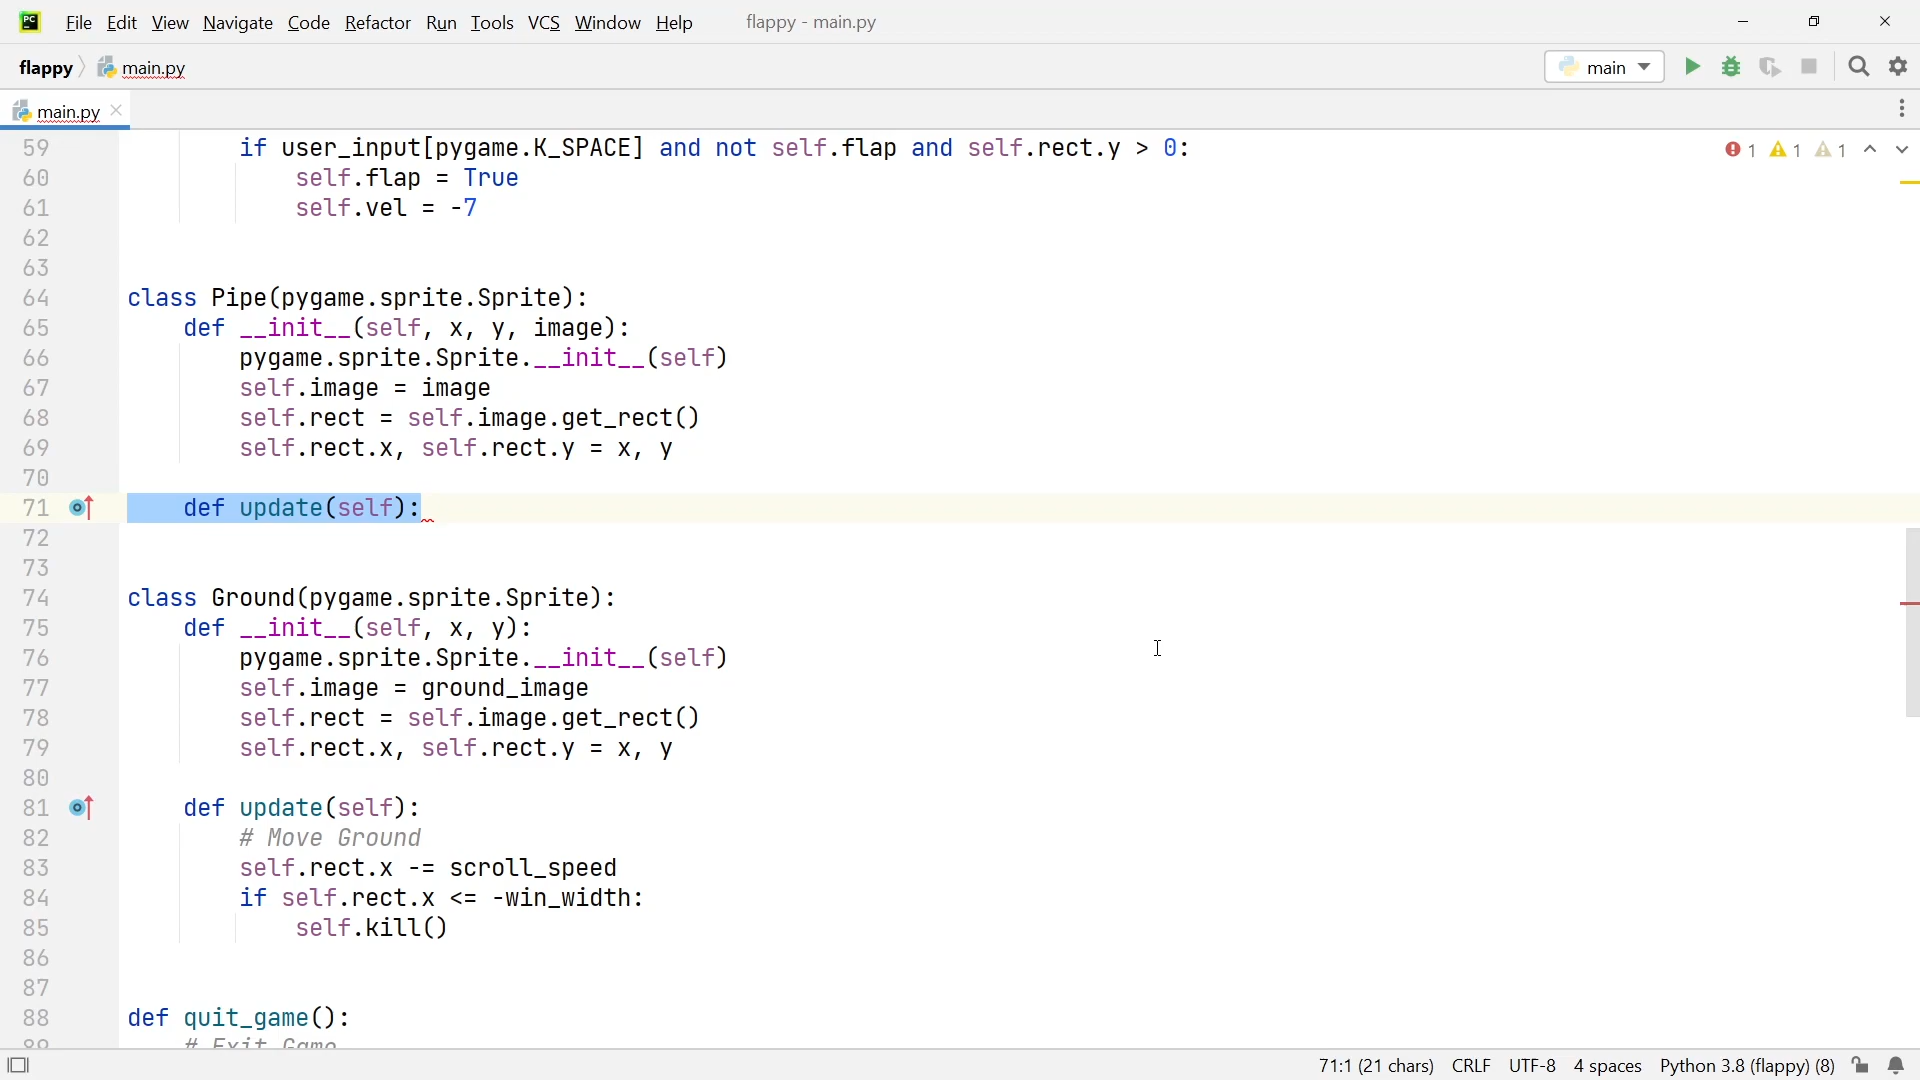 PC
File Edit View Navigate Code Refactor Run Tools VCS Window Help flappy - main.py
flappy main.py main
main.py
59 if user_input[pygame.K_SPACE] and not self.flap and self.rect.y > 0: 1 1 1
60 self.flap = True
61 self.vel = -7
62
63
64 class Pipe(pygame.sprite.Sprite):
65 def __init__(self, x, y, image):
66 pygame.sprite.Sprite.__init__(self)
67 self.image = image
68 self.rect = self.image.get_rect()
69 self.rect.x, self.rect.y = x, y
70
71 def update(self):
72
73
74 class Ground(pygame.sprite.Sprite):
75 def __init__(self, x, y):
76 pygame.sprite.Sprite.__init__(self)
77 self.image = ground_image
78 self.rect = self.image.get_rect()
79 self.rect.x, self.rect.y = x, y
80
81 def update(self):
82 # Move Ground
83 self.rect.x -= scroll_speed
84 if self.rect.x <= -win_width:
85 self.kill()
86
87
88 def quit_game():
89 # Exit Game
71:1 (21 chars) CRLF UTF-8 4 spaces Python 3.8 (flappy) (8)